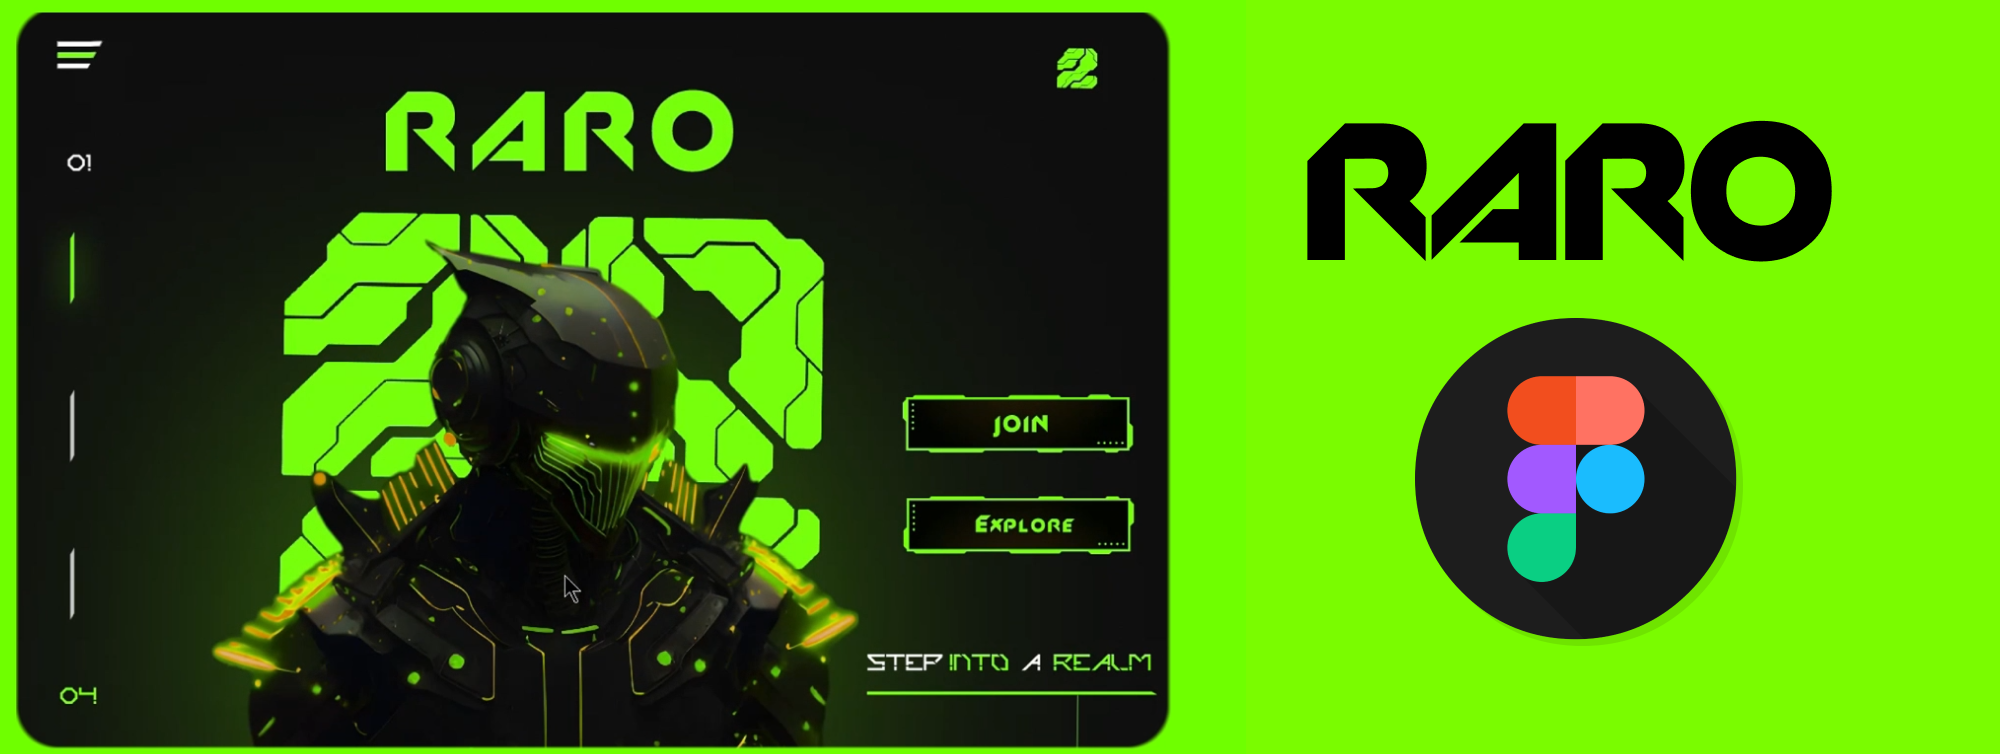 RARO
01
JOIN
EXPLORE
STEP INTO A REALM
04
RARO